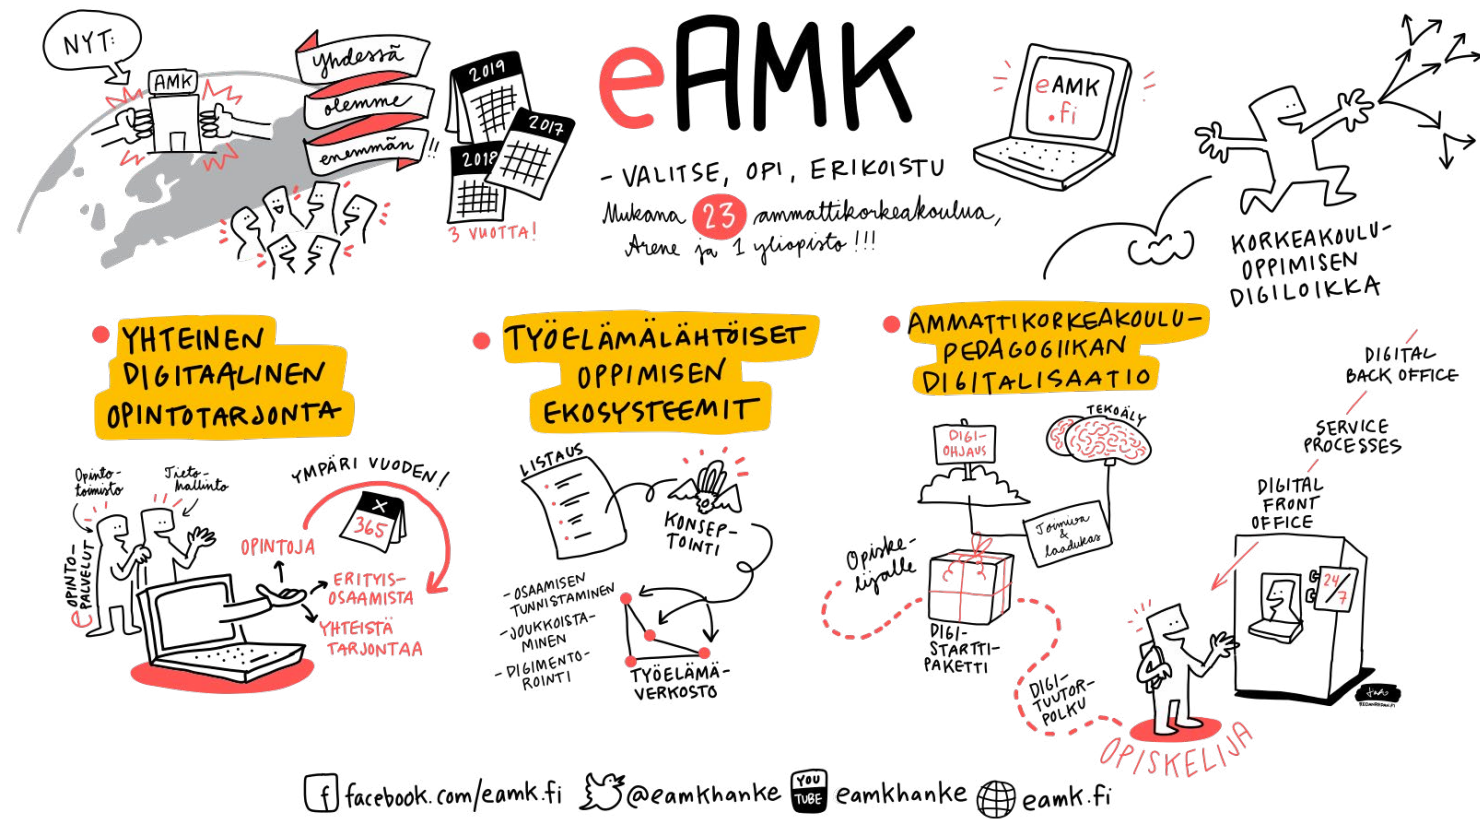 NYT:
AMK
yhdessä
olemme
enemmän!!
2019
2017
2018
3 VUOTTA!
eAMK
- VALITSE, OPI, ERIKOISTU
Mukana 23 ammattikorkeakoulua,
Arene ja 1 yliopisto!!!
eAMK
.fi
KORKEAKOULU-
OPPIMISEN
DIGILOIKKA
YHTEINEN
DIGITAALINEN
OPINTOTARJONTA
Opinto-
toimisto
Tieto-
hallinto
YMPÄRI VUODEN!
X
365
eOPINTO-
PALVELUT
OPINTOJA
ERITYIS-
OSAAMISTA
YHTEISTÄ
TARJONTAA
TYÖELÄMÄLÄHTÖISET
OPPIMISEN
EKOSYSTEEMIT
LISTAUS
KONSEP-
TOINTI
- OSAAMISEN
TUNNISTAMINEN
- JOUKKOISTA-
MINEN
- DIGIMENTO-
ROINTI
TYÖELÄMÄ-
VERKOSTO
AMMATTIKORKEAKOULU-
PEDAGOGIIKAN
DIGITALISAATIO
DIGI-
OHJAUS
TEKOÄLY
Toimiva
&
laadukas
Opiske-
lijalle
DIGI-
STARTTI-
PAKETTI
DIGI-
TUUTOR-
POLKU
DIGITAL
BACK OFFICE
SERVICE
PROCESSES
DIGITAL
FRONT
OFFICE
24/7
OPISKELIJA
f facebook.com/eamk.fi
@eamkhanke
YOU
TUBE
eamkhanke
eamk.fi